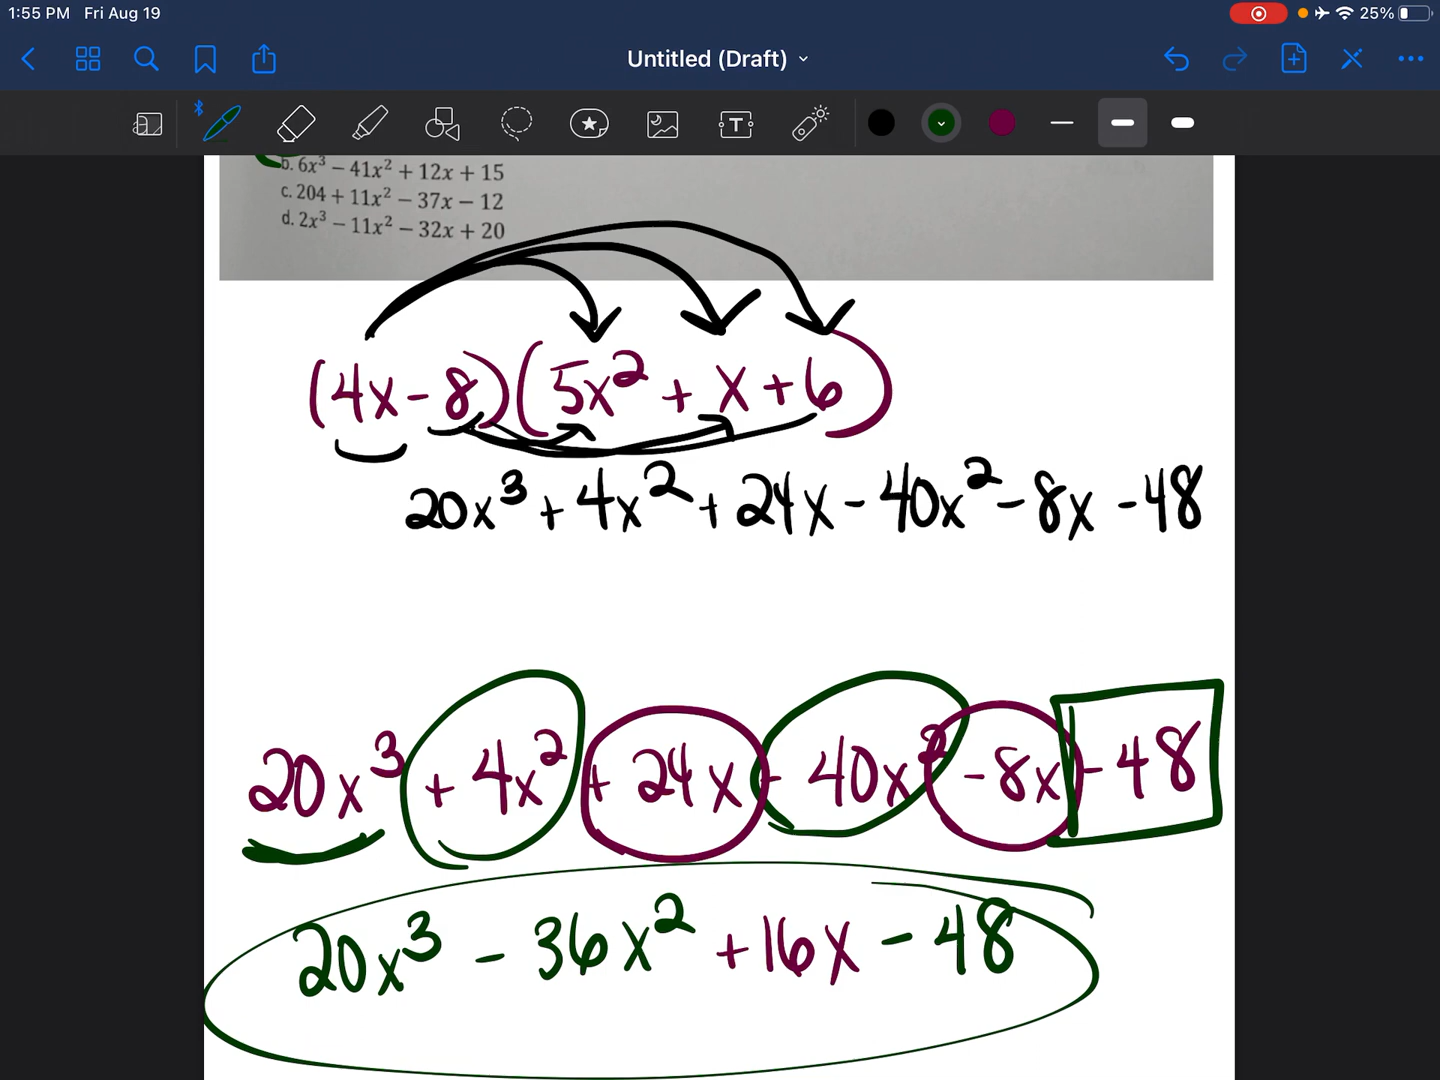 1:55 PM Fri Aug 19
25%
Untitled (Draft)
T
b. 6x³ − 41x² + 12x + 15
c. 204 + 11x² − 37x − 12
d. 2x³ − 11x² − 32x + 20
(4x - 8)(5x² + x + 6)
20x³ + 4x² + 24x - 40x² - 8x - 48
20x³ + 4x² + 24x - 40x² - 8x - 48
20x³ - 36x² + 16x - 48